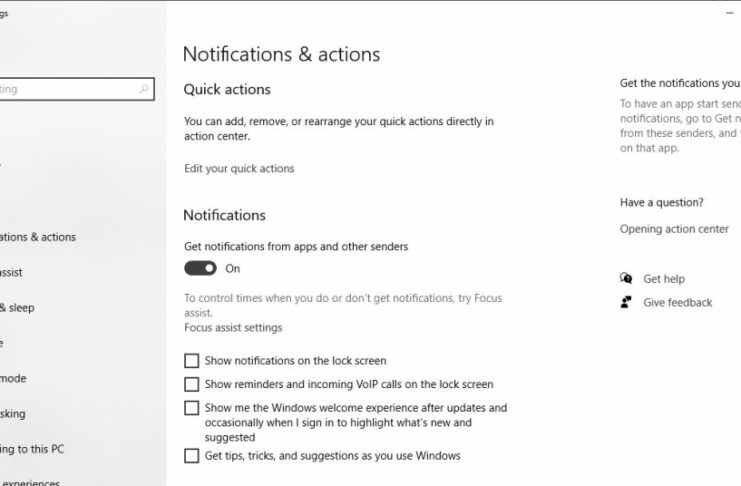 gs
ting
ations & actions
assist
& sleep
e
mode
sking
ing to this PC
experiences
Notifications & actions
Quick actions
You can add, remove, or rearrange your quick actions directly in
action center.
Edit your quick actions
Notifications
Get notifications from apps and other senders
On
To control times when you do or don't get notifications, try Focus
assist.
Focus assist settings
Show notifications on the lock screen
Show reminders and incoming VoIP calls on the lock screen
Show me the Windows welcome experience after updates and
occasionally when I sign in to highlight what's new and
suggested
Get tips, tricks, and suggestions as you use Windows
Get the notifications you
To have an app start send
notifications, go to Get n
from these senders, and
on that app.
Have a question?
Opening action center
Get help
Give feedback